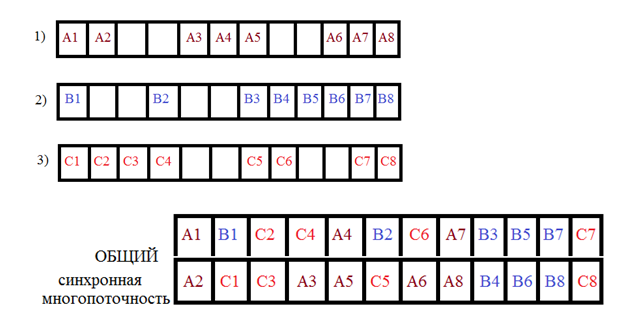 1) A1 A2 A3 A4 A5 A6 A7 A8
2) B1 B2 B3 B4 B5 B6 B7 B8
3) C1 C2 C3 C4 C5 C6 C7 C8
A1 B1 C2 C4 A4 B2 C6 A7 B3 B5 B7 C7
ОБЩИЙ
синхронная
A2 C1 C3 A3 A5 C5 A6 A8 B4 B6 B8 C8
многопоточность